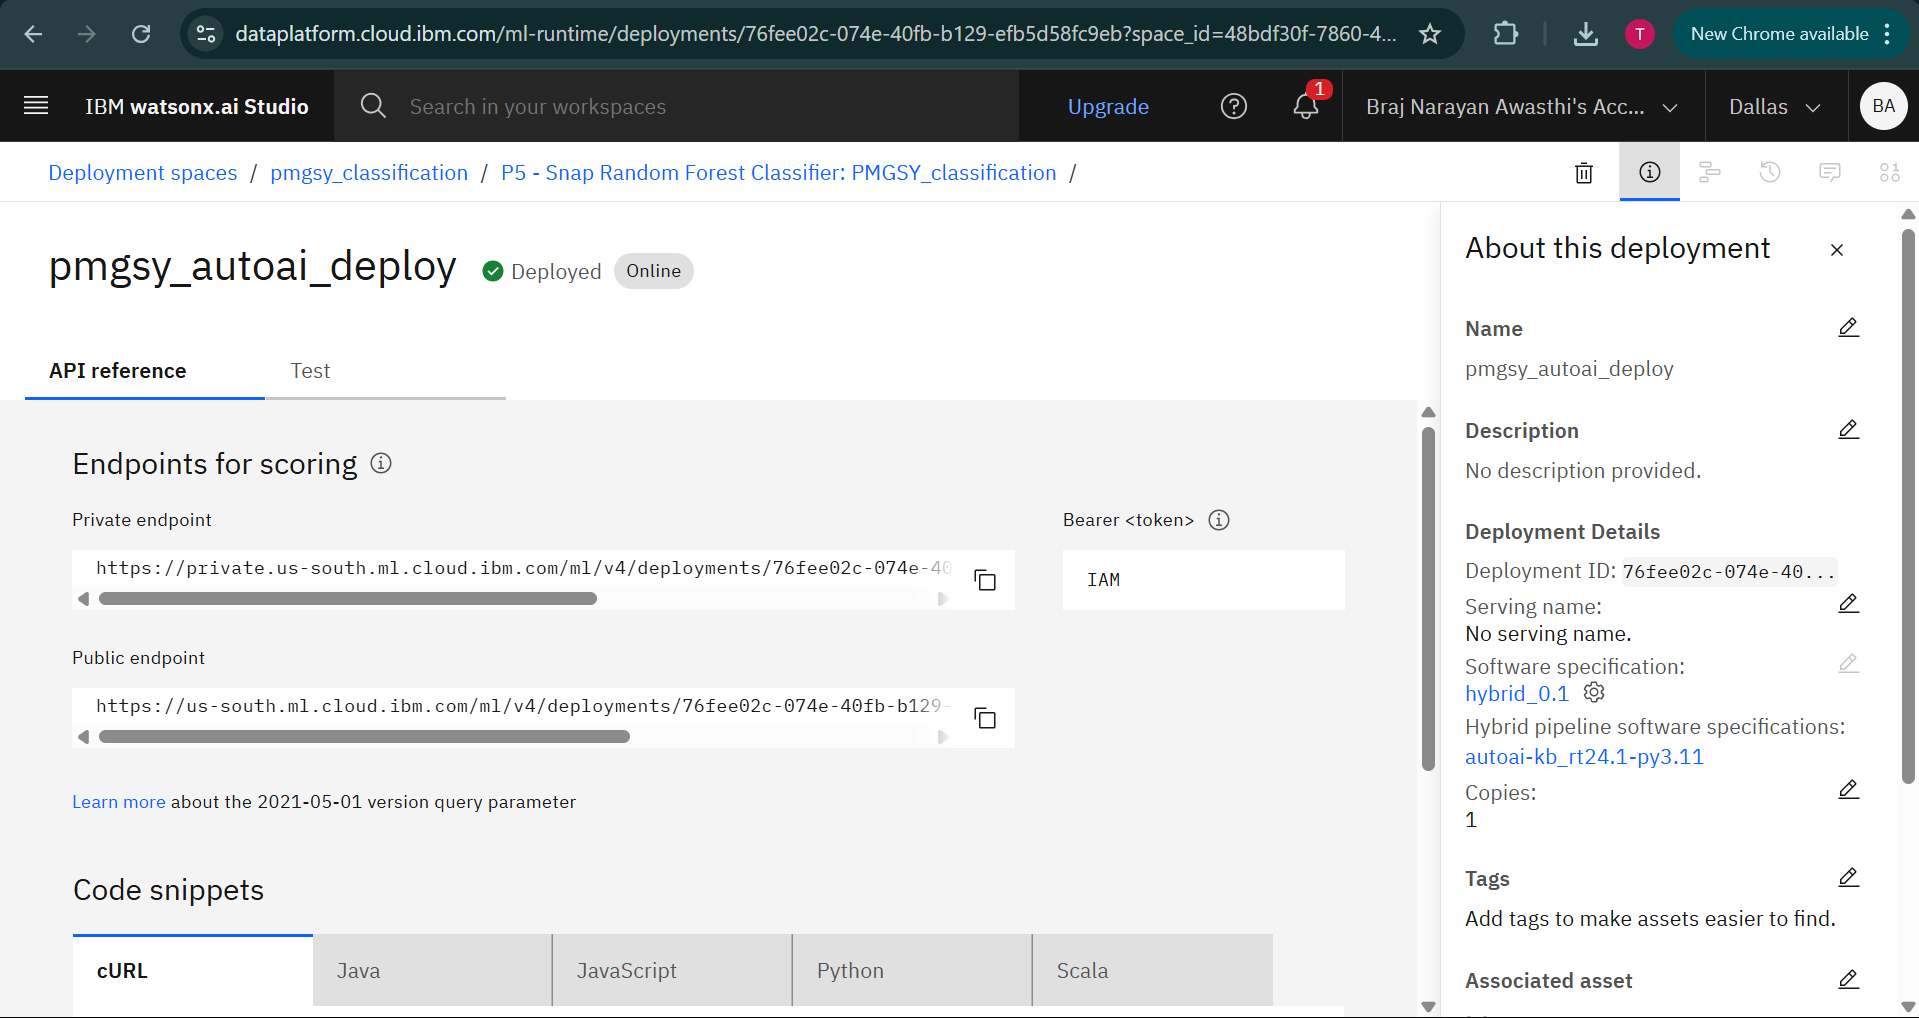 dataplatform.cloud.ibm.com/ml-runtime/deployments/76fee02c-074e-40fb-b129-efb5d58fc9eb?space_id=48bdf30f-7860-4...
T
New Chrome available
IBM watsonx.ai Studio
Search in your workspaces
Upgrade
1
Braj Narayan Awasthi's Acc...
Dallas
BA
Deployment spaces / pmgsy_classification / P5 - Snap Random Forest Classifier: PMGSY_classification /
pmgsy_autoai_deploy
Deployed
Online
API reference
Test
Endpoints for scoring
Private endpoint
https://private.us-south.ml.cloud.ibm.com/ml/v4/deployments/76fee02c-074e-40
Bearer <token>
IAM
Public endpoint
https://us-south.ml.cloud.ibm.com/ml/v4/deployments/76fee02c-074e-40fb-b129-
Learn more about the 2021-05-01 version query parameter
Code snippets
cURL
Java
JavaScript
Python
Scala
About this deployment
Name
pmgsy_autoai_deploy
Description
No description provided.
Deployment Details
Deployment ID: 76fee02c-074e-40...
Serving name:
No serving name.
Software specification:
hybrid_0.1
Hybrid pipeline software specifications:
autoai-kb_rt24.1-py3.11
Copies:
1
Tags
Add tags to make assets easier to find.
Associated asset